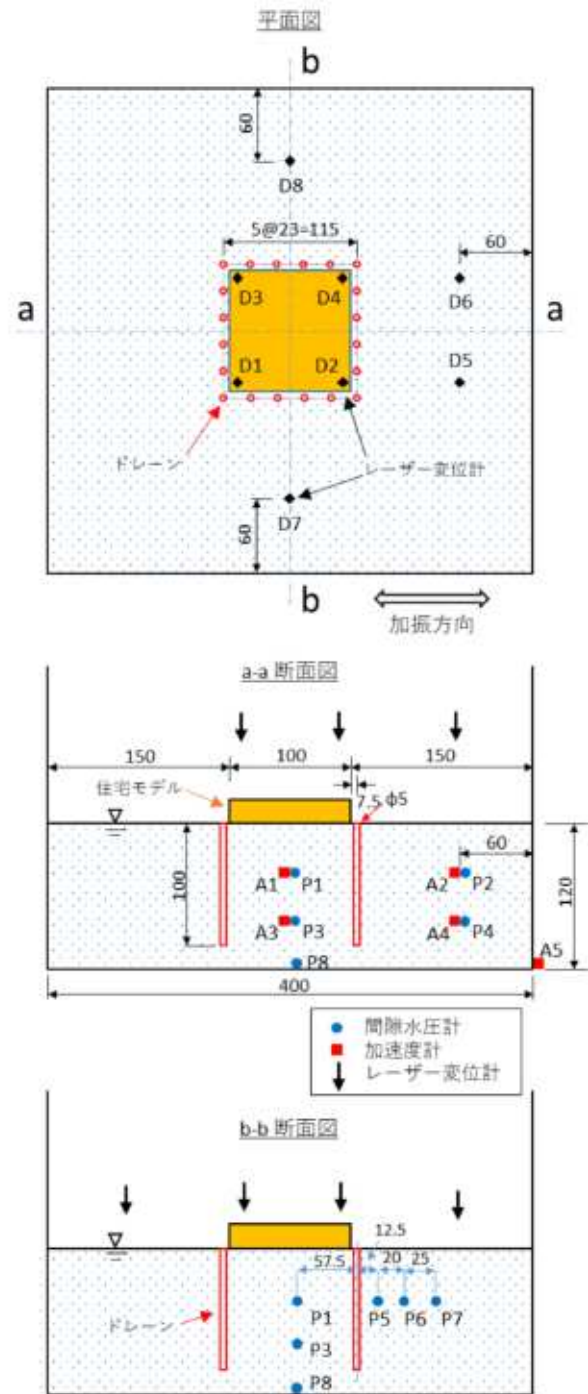 平面図
b
60
D8
5@23=115
60
D3
D4
D6
a
a
D1
D2
D5
ドレーン
レーザー変位計
D7
60
b
加振方向
a-a 断面図
150
100
150
住宅モデル
7.5
ϕ5
60
100
A1
P1
A2
P2
120
A3
P3
A4
P4
A5
P8
400
間隙水圧計
加速度計
レーザー変位計
b-b 断面図
12.5
57.5
20
25
P1
P5
P6
P7
ドレーン
P3
P8